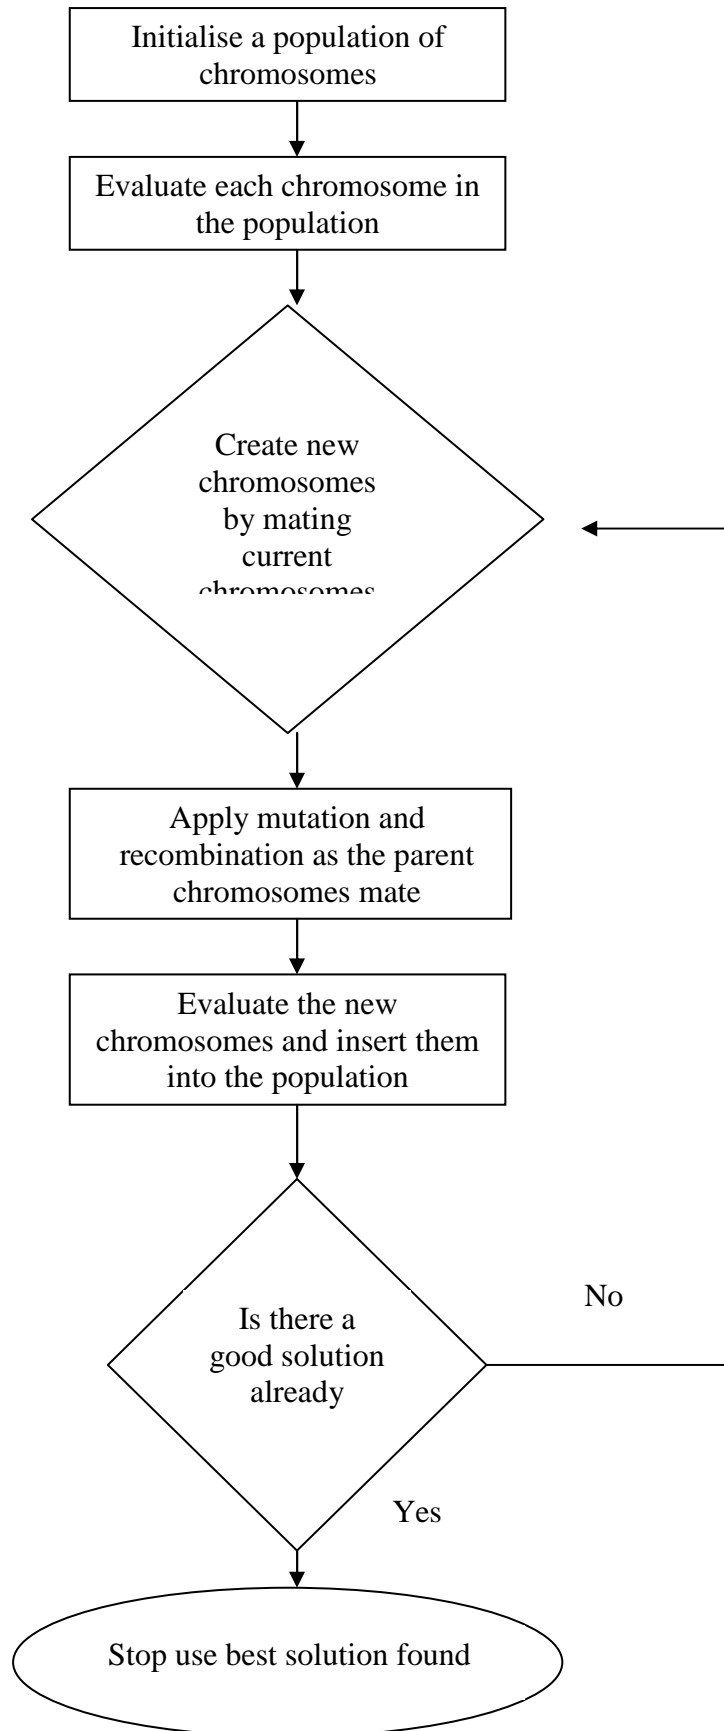 Initialise a population of
chromosomes
Evaluate each chromosome in
the population
Create new
chromosomes
by mating
current
chromosomes
Apply mutation and
recombination as the parent
chromosomes mate
Evaluate the new
chromosomes and insert them
into the population
Is there a
good solution
already
No
Yes
Stop use best solution found